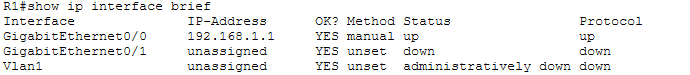 R1#show ip interface brief
Interface              IP-Address      OK? Method Status                Protocol
GigabitEthernet0/0     192.168.1.1     YES manual up                    up
GigabitEthernet0/1     unassigned      YES unset  down                  down
Vlan1                  unassigned      YES unset  administratively down down